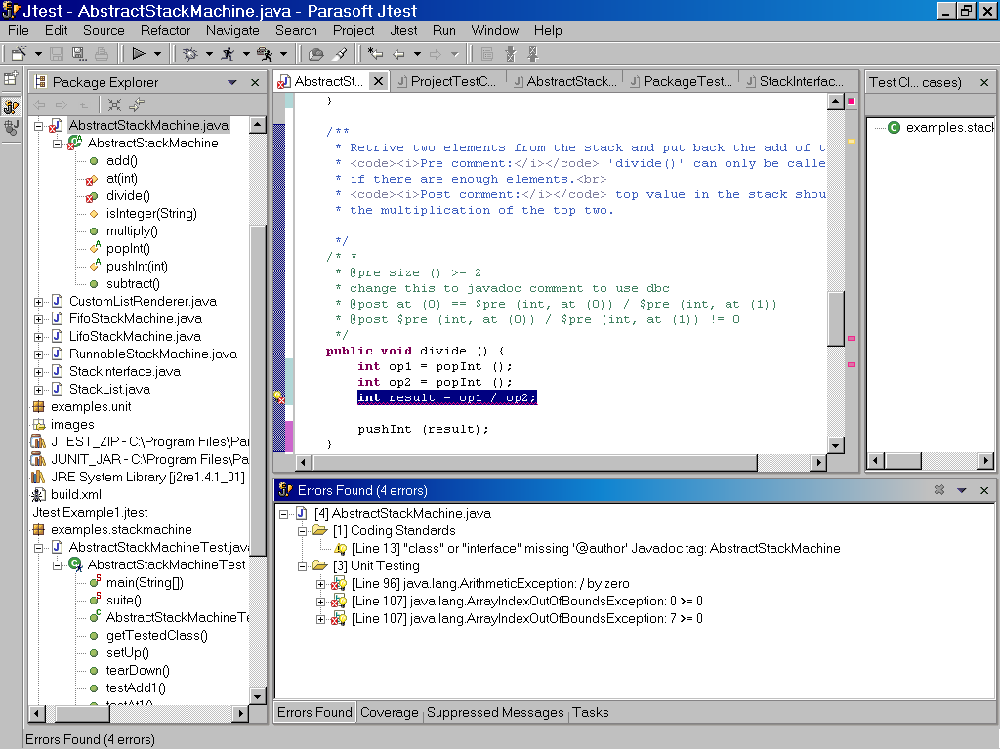 Jtest - AbstractStackMachine.java - Parasoft Jtest
File Edit Source Refactor Navigate Search Project Jtest Run Window Help
Package Explorer
AbstractStackMachine.java
AbstractStackMachine
add()
at(int)
divide()
isInteger(String)
multiply()
popInt()
pushInt(int)
subtract()
CustomListRenderer.java
FifoStackMachine.java
LifoStackMachine.java
RunnableStackMachine.java
StackInterface.java
StackList.java
examples.unit
images
JTEST_ZIP - C:\Program Files\Pa
JUNIT_JAR - C:\Program Files\Pa
JRE System Library [j2re1.4.1_01]
build.xml
Jtest Example1.jtest
examples.stackmachine
AbstractStackMachineTest.java
AbstractStackMachineTest
main(String[])
suite()
AbstractStackMachineTe
getTestedClass()
setUp()
tearDown()
testAdd1()
testAt1()
AbstractSt... ProjectTestC... AbstractStack... PackageTest... StackInterfac...
}
/**
* Retrive two elements from the stack and put back the add of t
* <code><i>Pre comment:</i></code> 'divide()' can only be calle
* if there are enough elements.<br>
* <code><i>Post comment:</i></code> top value in the stack shou
* the multiplication of the top two.
*/
/* *
* @pre size () >= 2
* change this to javadoc comment to use dbc
* @post at (0) == $pre (int, at (0)) / $pre (int, at (1))
* @post $pre (int, at (0)) / $pre (int, at (1)) != 0
*/
public void divide () {
int op1 = popInt ();
int op2 = popInt ();
int result = op1 / op2;
pushInt (result);
}
Test Cl... cases)
examples.stack
Errors Found (4 errors)
[4] AbstractStackMachine.java
[1] Coding Standards
[Line 13] "class" or "interface" missing '@author' Javadoc tag: AbstractStackMachine
[3] Unit Testing
[Line 96] java.lang.ArithmeticException: / by zero
[Line 107] java.lang.ArrayIndexOutOfBoundsException: 0 >= 0
[Line 107] java.lang.ArrayIndexOutOfBoundsException: 7 >= 0
Errors Found Coverage Suppressed Messages Tasks
Errors Found (4 errors)